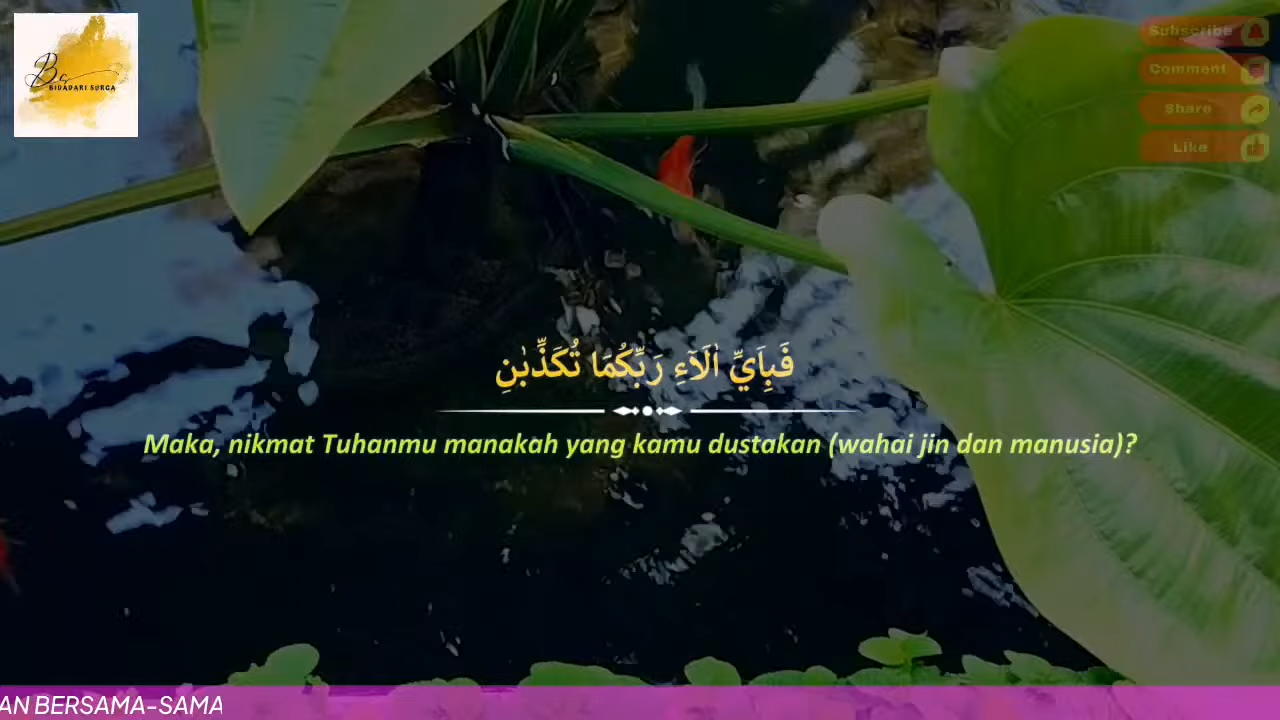 Bs
BIDADARI SURGA
Subscribe
Comment
Share
Like
فَبِاَيِّ اٰلَاۤءِ رَبِّكُمَا تُكَذِّبٰنِ
Maka, nikmat Tuhanmu manakah yang kamu dustakan (wahai jin dan manusia)?
AN BERSAMA-SAMA